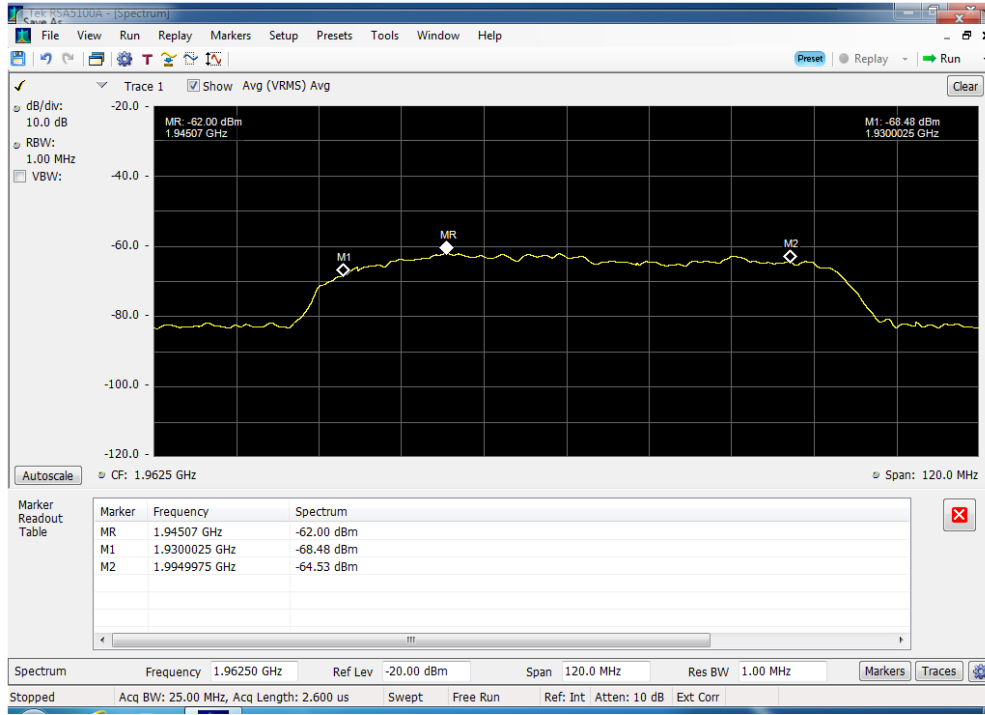 Tek RSA5100A - [Spectrum]
Save As
File View Run Replay Markers Setup Presets Tools Window Help
T Preset Replay Run
Trace 1 Show Avg (VRMS) Avg Clear
dB/div:
10.0 dB
RBW:
1.00 MHz
VBW:
-20.0 -
-40.0 -
-60.0 -
-80.0 -
-100.0 -
-120.0 -
MR: -62.00 dBm
1.94507 GHz
M1: -68.48 dBm
1.9300025 GHz
M1
MR
M2
Autoscale CF: 1.9625 GHz Span: 120.0 MHz
Marker
Readout
Table
Marker Frequency Spectrum
MR 1.94507 GHz -62.00 dBm
M1 1.9300025 GHz -68.48 dBm
M2 1.9949975 GHz -64.53 dBm
Spectrum Frequency 1.96250 GHz Ref Lev -20.00 dBm Span 120.0 MHz Res BW 1.00 MHz Markers Traces
Stopped Acq BW: 25.00 MHz, Acq Length: 2.600 us Swept Free Run Ref: Int Atten: 10 dB Ext Corr